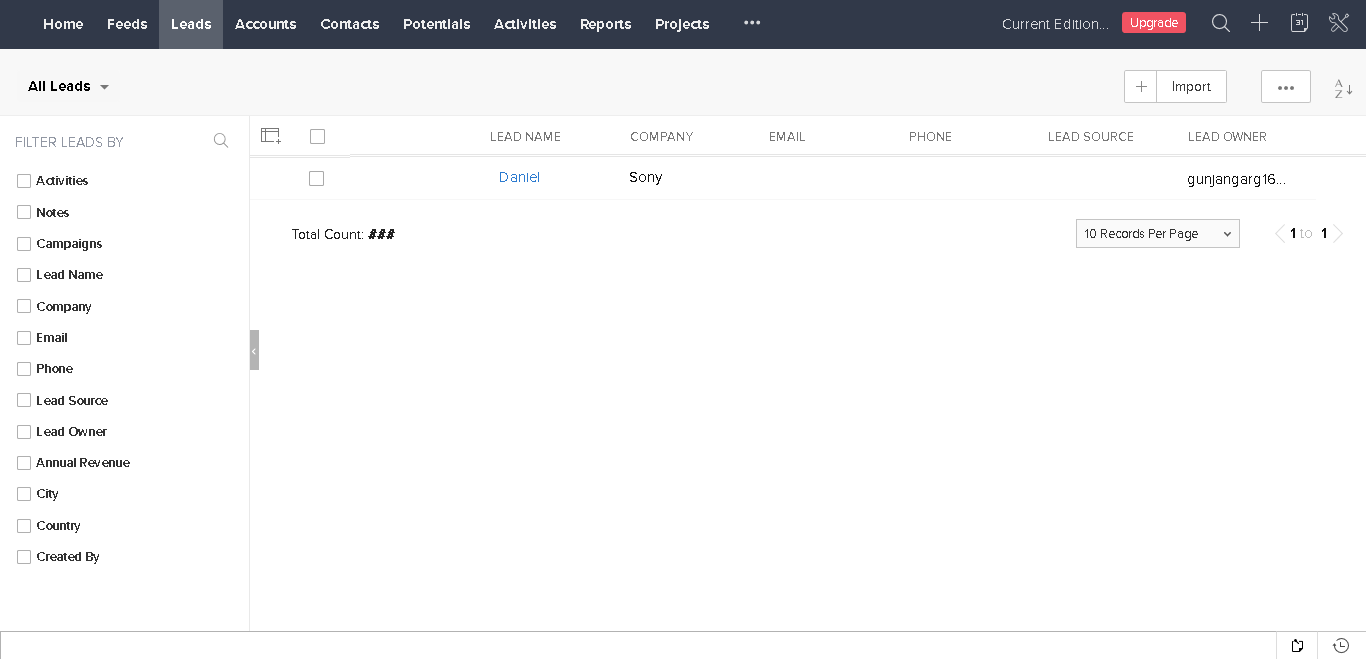 Home Feeds Leads Accounts Contacts Potentials Activities Reports Projects ••• Current Edition... Upgrade 31
All Leads + Import ••• A Z
FILTER LEADS BY LEAD NAME COMPANY EMAIL PHONE LEAD SOURCE LEAD OWNER
Daniel Sony gunjangarg16...
Total Count: ### 10 Records Per Page 1 to 1
Activities
Notes
Campaigns
Lead Name
Company
Email
Phone
Lead Source
Lead Owner
Annual Revenue
City
Country
Created By